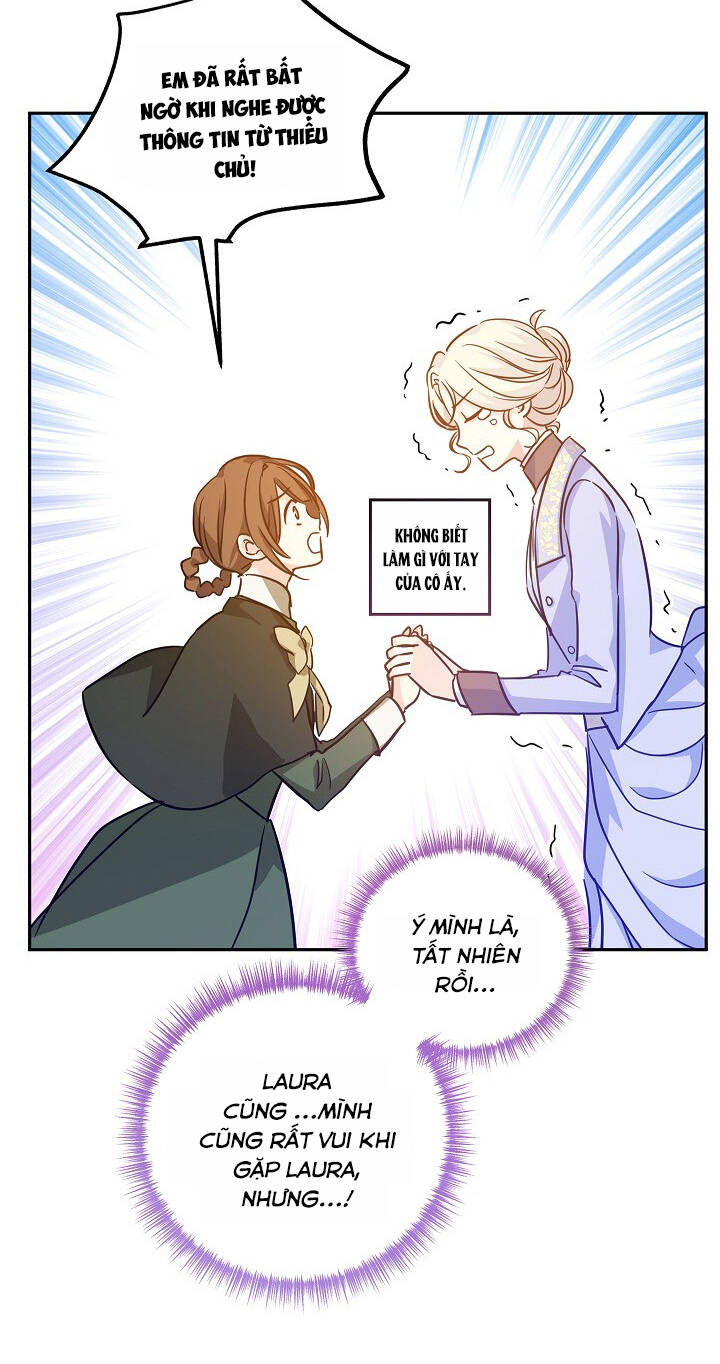 EM ĐÃ RẤT BẤT
NGỜ KHI NGHE ĐƯỢC
THÔNG TIN TỪ THIẾU
CHỦ!
KHÔNG BIẾT
LÀM GÌ VỚI TAY
CỦA CÔ ẤY.
Ý MÌNH LÀ,
TẤT NHIÊN
RỒI...
LAURA
CŨNG ...MÌNH
CŨNG RẤT VUI KHI
GẶP LAURA,
NHƯNG...!